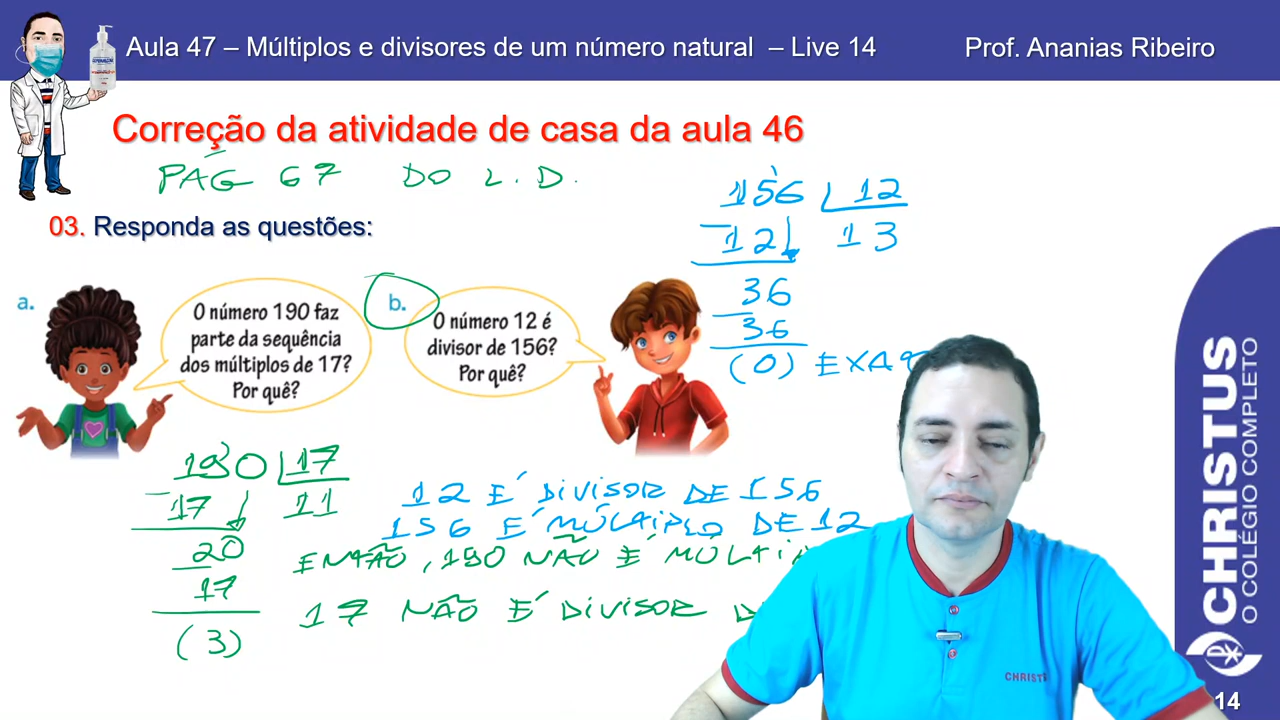 Aula 47 – Múltiplos e divisores de um número natural – Live 14
Prof. Ananias Ribeiro
Correção da atividade de casa da aula 46
PÁG 67 DO L.D.
03. Responda as questões:
a.
O número 190 faz
parte da sequência
dos múltiplos de 17?
Por quê?
b.
O número 12 é
divisor de 156?
Por quê?
156 12
12 13
36
36
(0)
190 17
17 11
20
17
(3)
12 É DIVISOR DE 156
156 É MÚLTIPLO DE 12
ENTÃO, 190 NÃO É
17 NÃO É DIVISOR
CHRISTUS
O COLÉGIO COMPLETO
14